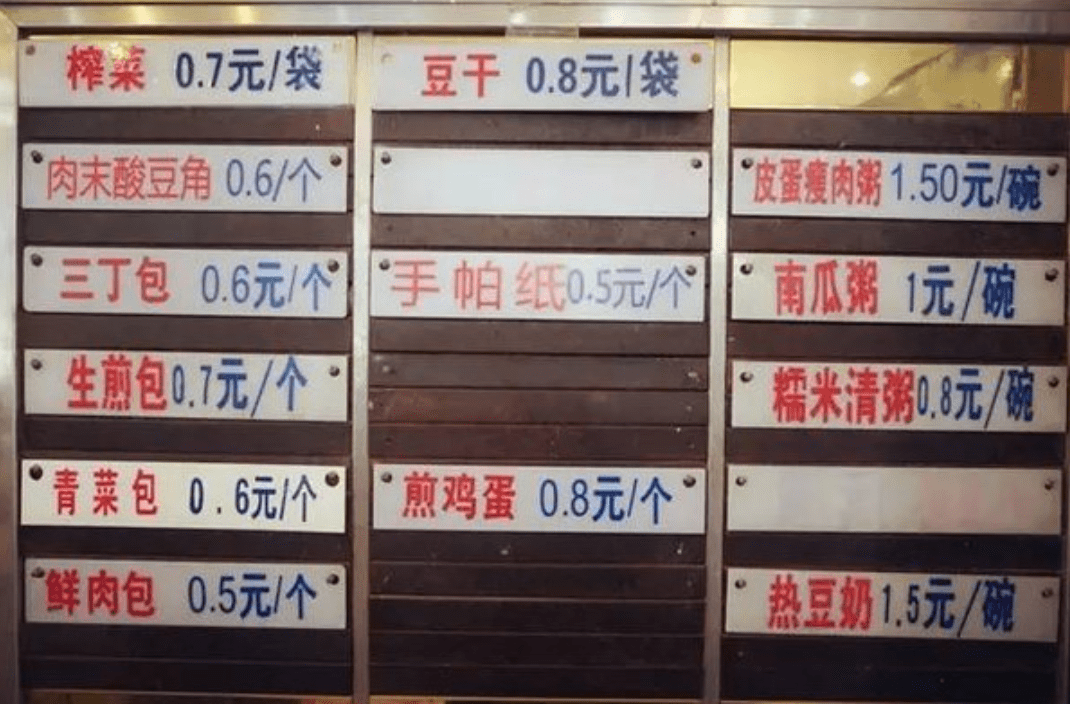 榨菜 0.7元/袋
肉末酸豆角 0.6/个
三丁包 0.6元/个
生煎包0.7元/个
青菜包 0.6元/个
鲜肉包 0.5元/个
豆干 0.8元/袋
手帕纸0.5元/个
煎鸡蛋 0.8元/个
皮蛋瘦肉粥 1.50元/碗
南瓜粥 1元/碗
糯米清粥0.8元/碗
热豆奶 1.5元/碗